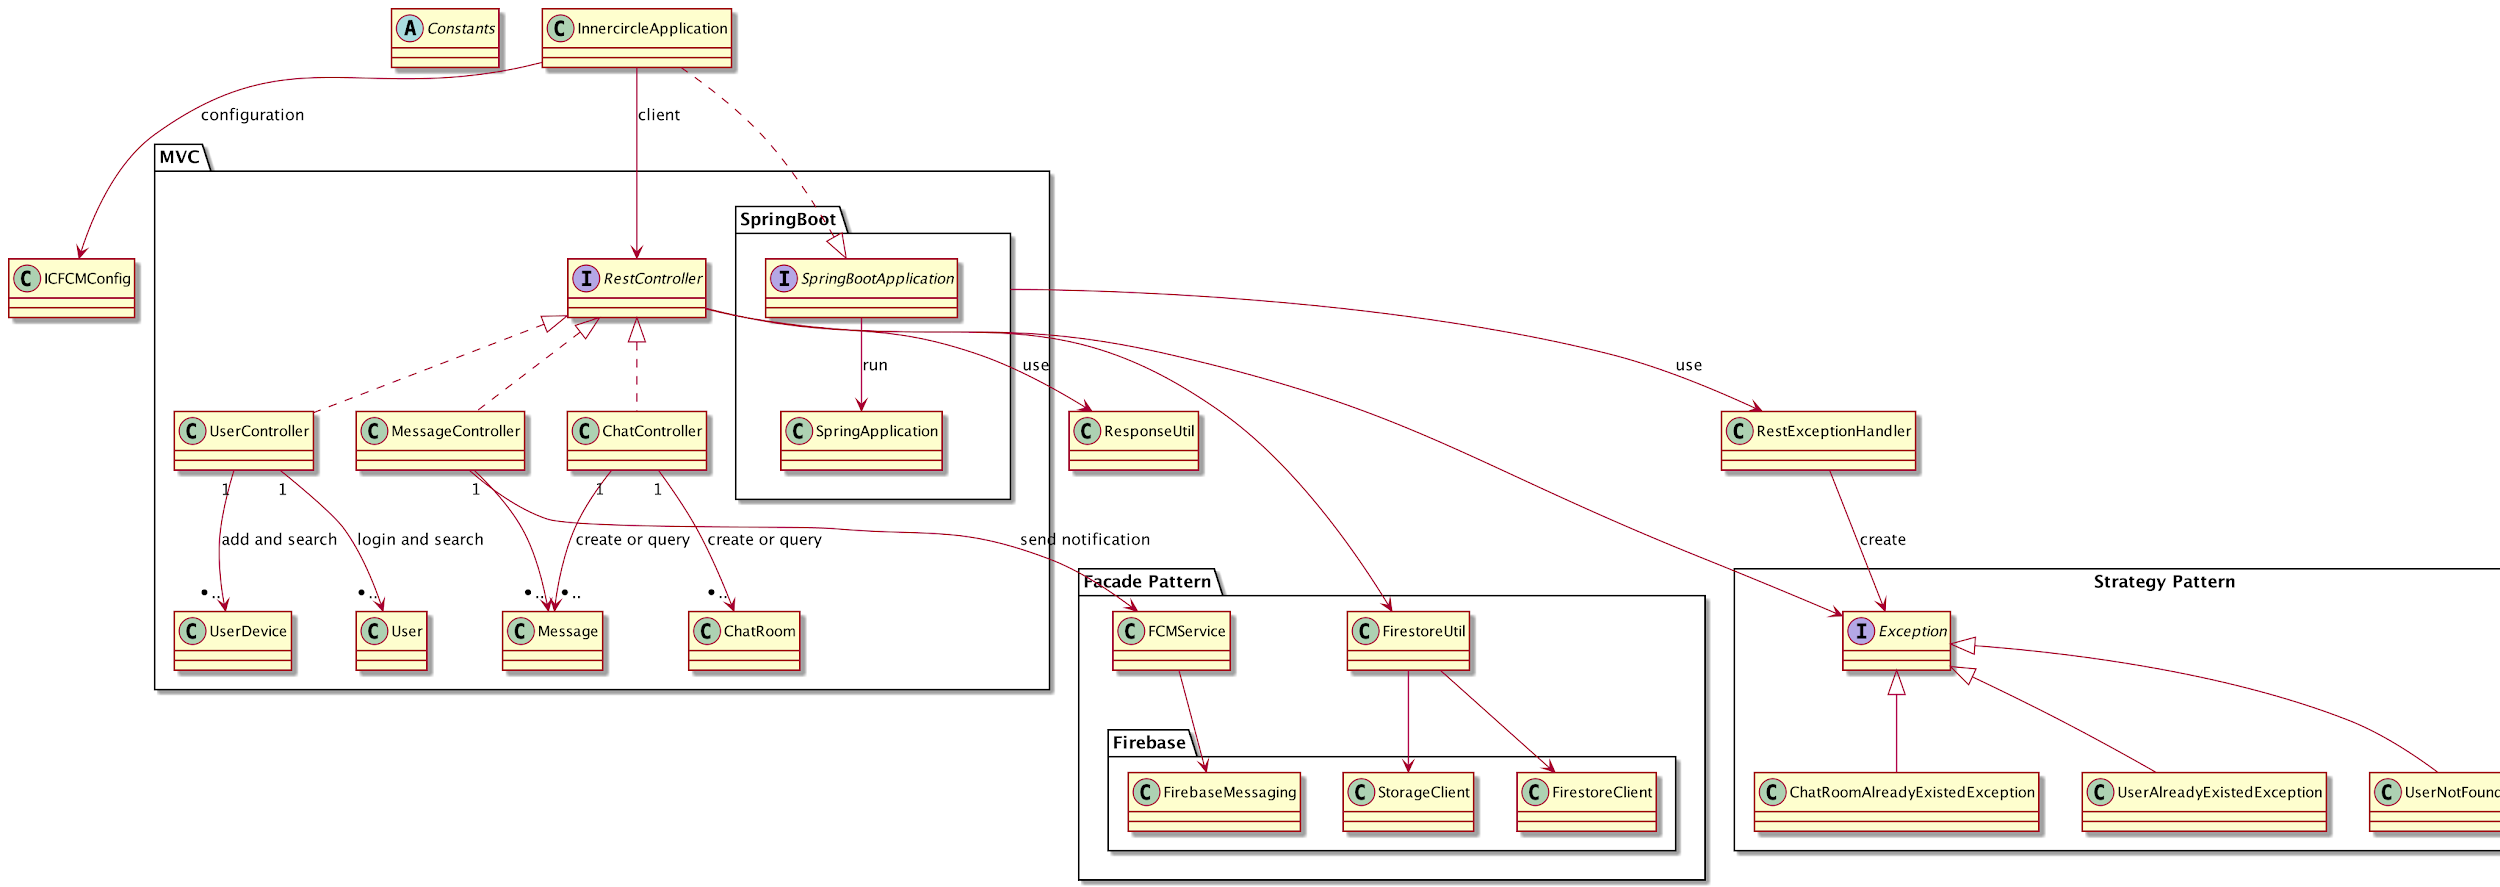 A Constants
C InnercircleApplication
configuration
client
MVC
SpringBoot
C ICFCMConfig
I RestController
I SpringBootApplication
run
use
use
C UserController
C MessageController
C ChatController
C SpringApplication
C ResponseUtil
C RestExceptionHandler
1
1
1
1
1
add and search
login and search
create or query
create or query
send notification
create
•..
•..
•..
•..
•..
Facade Pattern
Strategy Pattern
C UserDevice
C User
C Message
C ChatRoom
C FCMService
C FirestoreUtil
I Exception
Firebase
C FirebaseMessaging
C StorageClient
C FirestoreClient
C ChatRoomAlreadyExistedException
C UserAlreadyExistedException
C UserNotFound